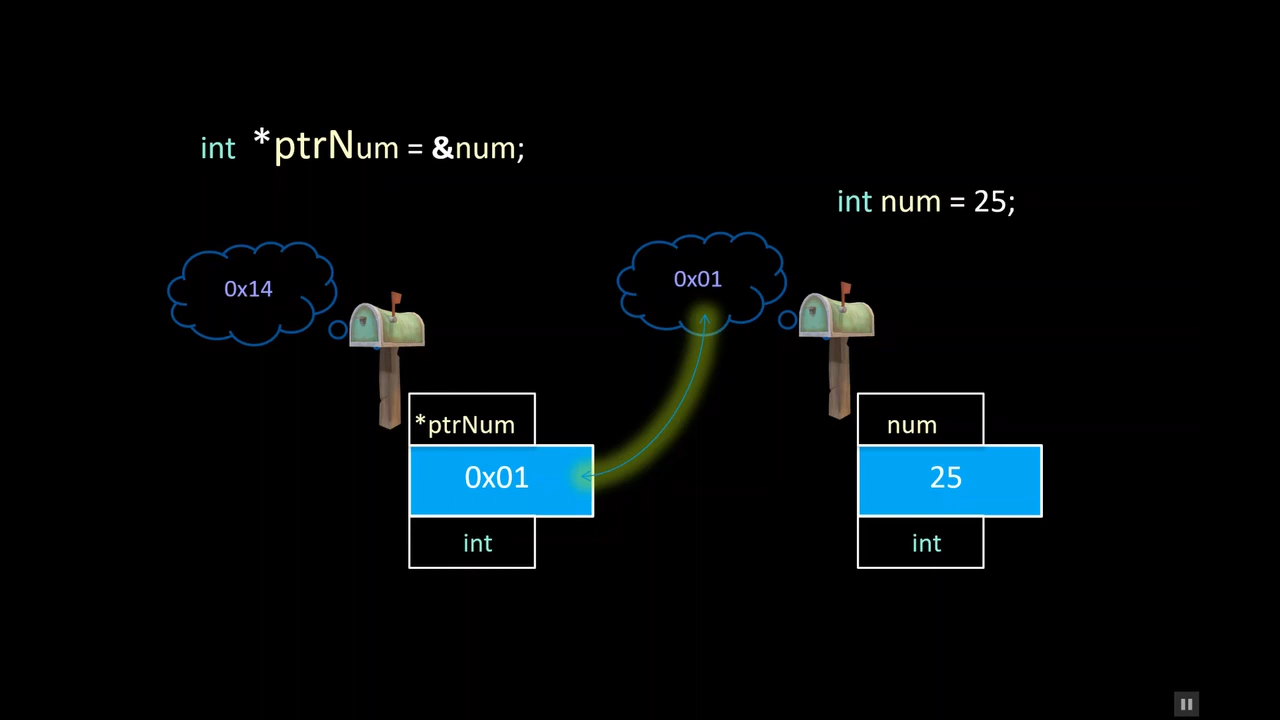 int *ptrNum = &num;
int num = 25;
0x14
0x01
*ptrNum
num
0x01
25
int
int